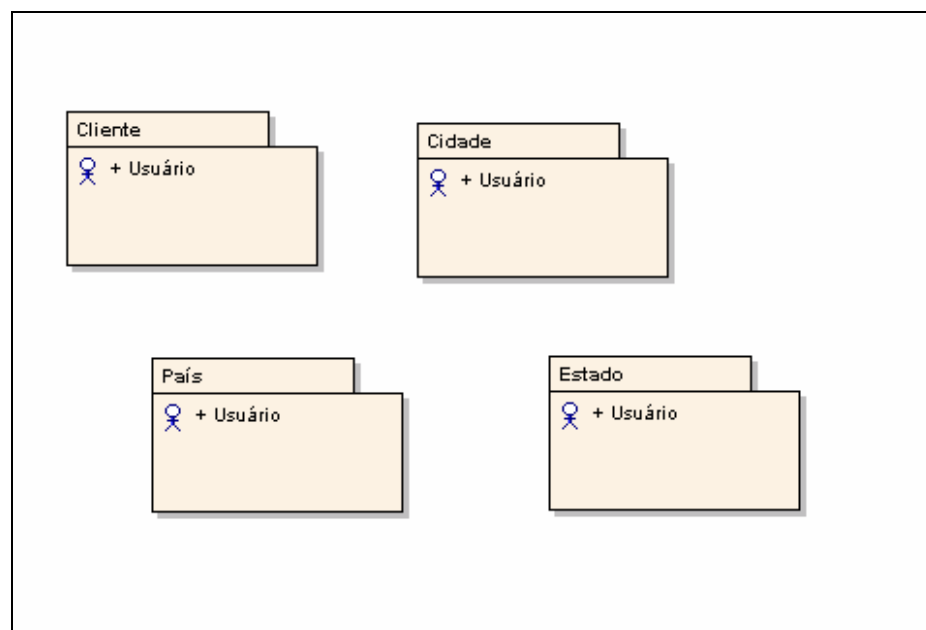 Cliente
+ Usuário
Cidade
+ Usuário
País
+ Usuário
Estado
+ Usuário